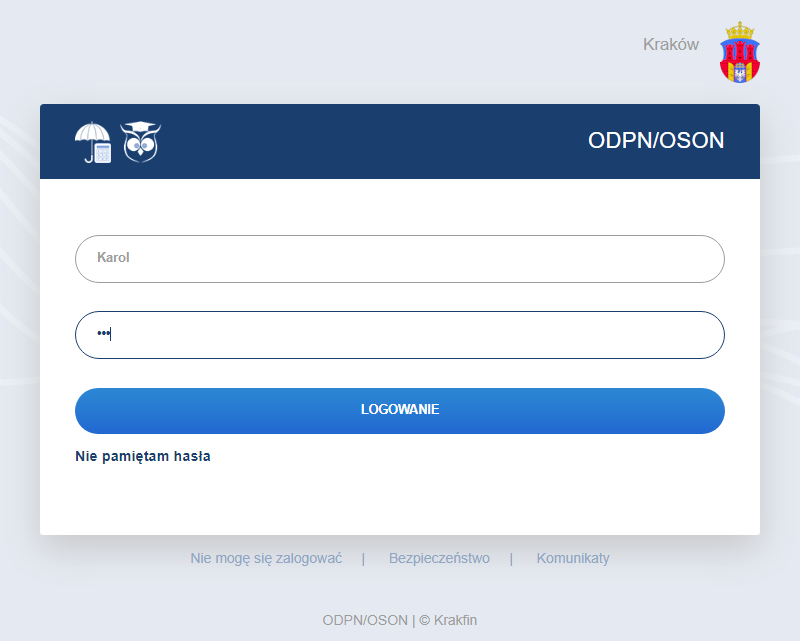 Kraków
ODPN/OSON
Karol
•••
LOGOWANIE
Nie pamiętam hasła
Nie mogę się zalogować | Bezpieczeństwo | Komunikaty
ODPN/OSON | © Krakfin